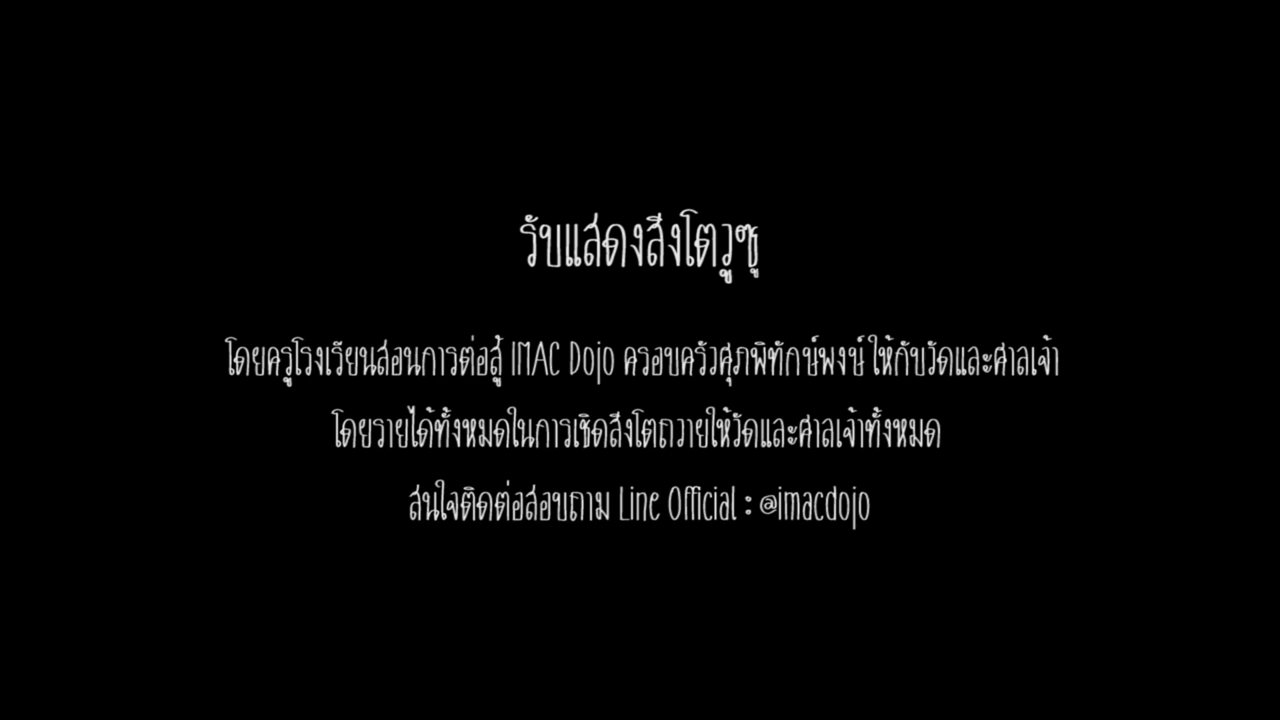 รับแสดงสิงโตวูซู
โดยครูโรงเรียนสอนการต่อสู้ IMAC Dojo ครอบครัวศุภพิทักษ์พงษ์ ให้กับวัดและศาลเจ้า
โดยรายได้ทั้งหมดในการเชิดสิงโตถวายให้วัดและศาลเจ้าทั้งหมด
สนใจติดต่อสอบถาม Line Official : @imacdojo